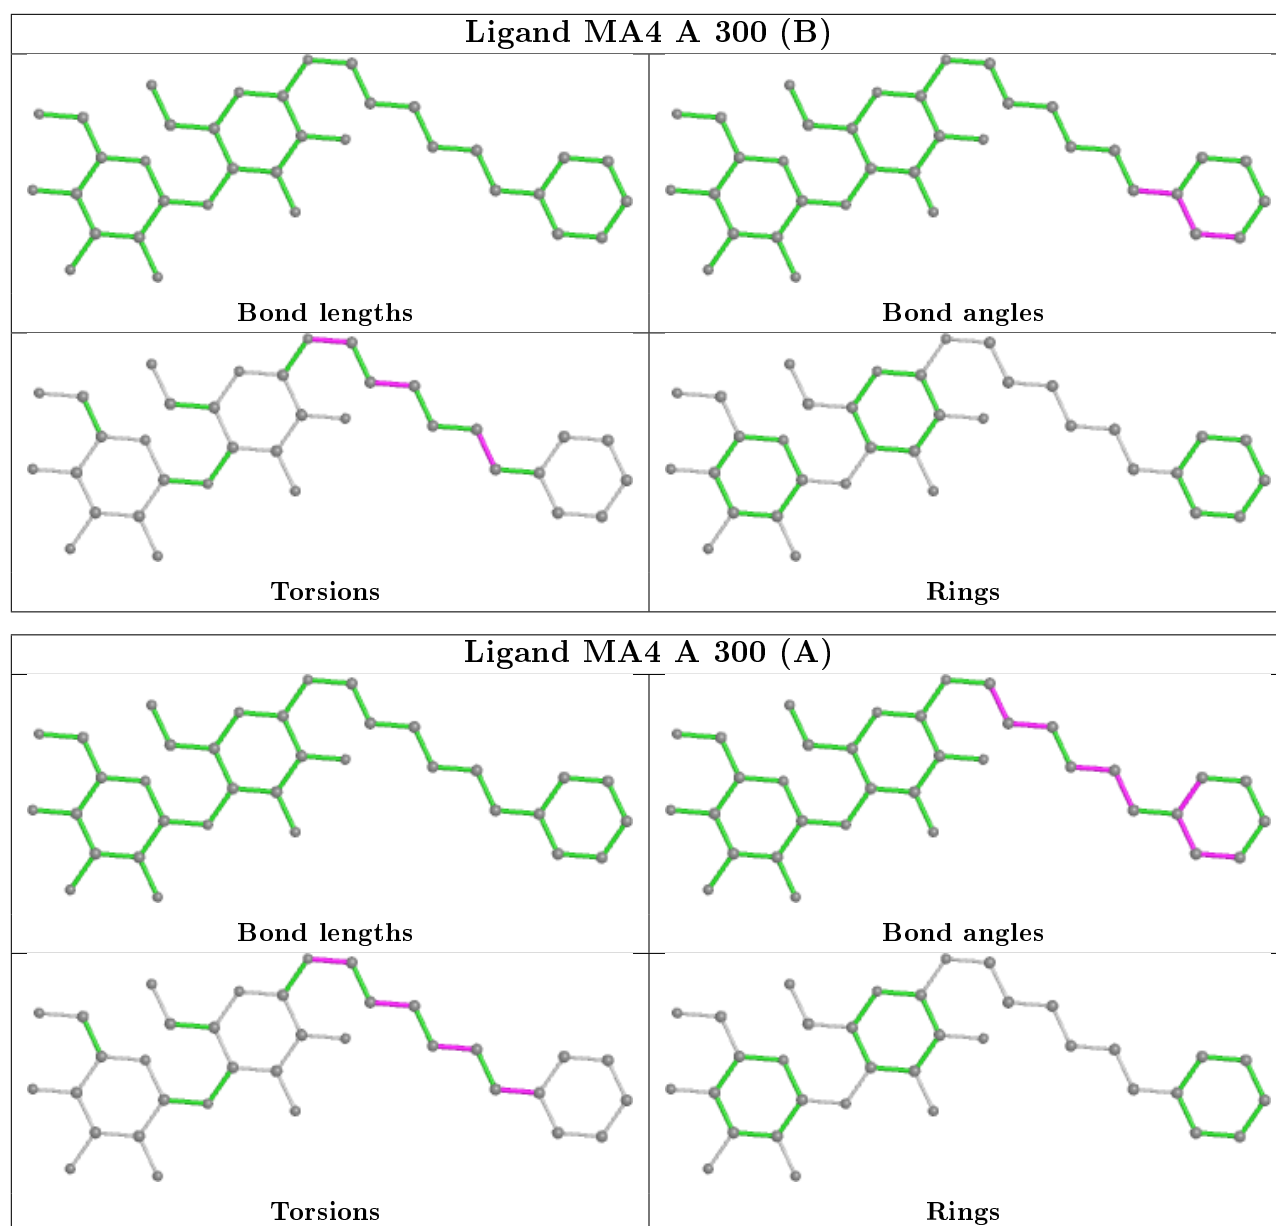 Ligand MA4 A 300 (B)
Bond lengths
Bond angles
Torsions
Rings
Ligand MA4 A 300 (A)
Bond lengths
Bond angles
Torsions
Rings